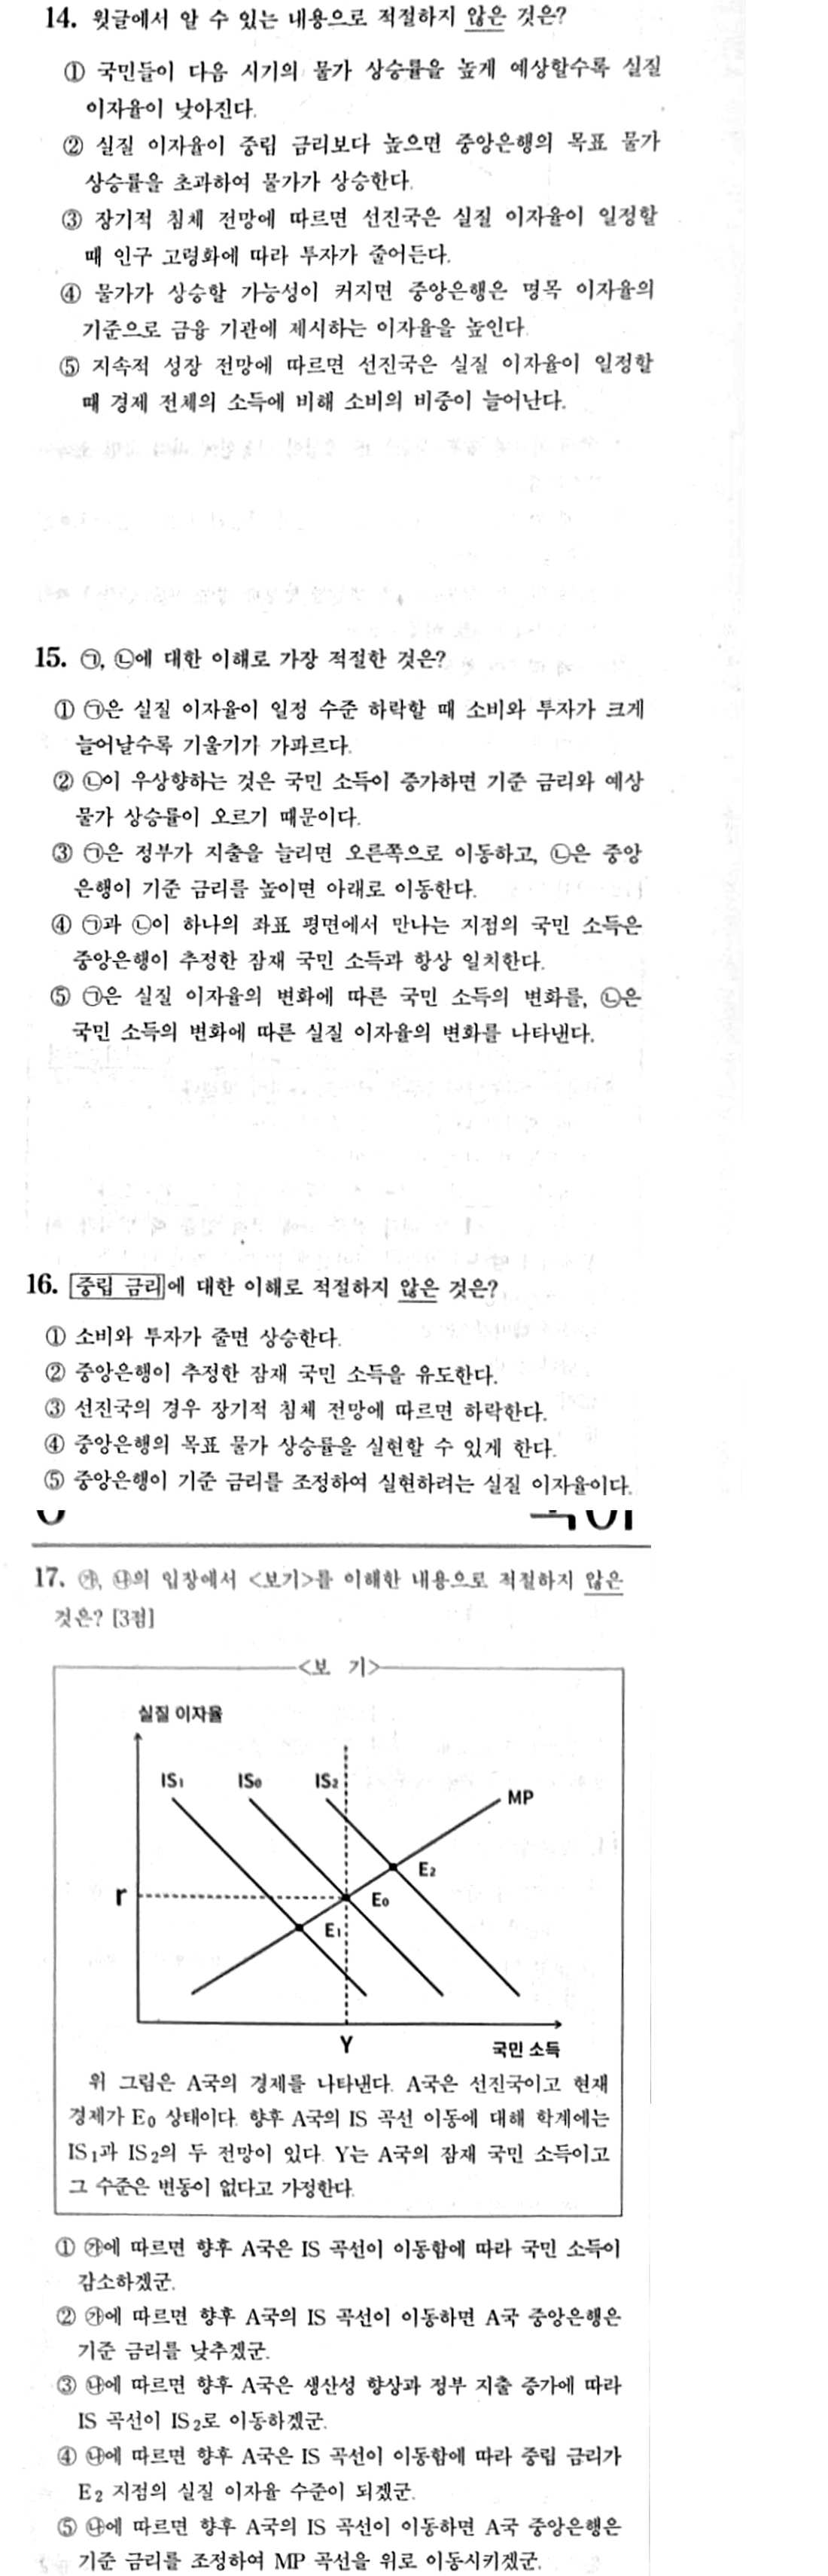 14. 윗글에서 알 수 있는 내용으로 적절하지 않은 것은?
① 국민들이 다음 시기의 물가 상승률을 높게 예상할수록 실질
이자율이 낮아진다.
② 실질 이자율이 중립 금리보다 높으면 중앙은행의 목표 물가
상승률을 초과하여 물가가 상승한다.
③ 장기적 침체 전망에 따르면 선진국은 실질 이자율이 일정할
때 인구 고령화에 따라 투자가 줄어든다.
④ 물가가 상승할 가능성이 커지면 중앙은행은 명목 이자율의
기준으로 금융 기관에 제시하는 이자율을 높인다.
⑤ 지속적 성장 전망에 따르면 선진국은 실질 이자율이 일정할
때 경제 전체의 소득에 비해 소비의 비중이 늘어난다.
15. ㉠, ㉡에 대한 이해로 가장 적절한 것은?
① ㉠은 실질 이자율이 일정 수준 하락할 때 소비와 투자가 크게
늘어날수록 기울기가 가파르다.
② ㉡이 우상향하는 것은 국민 소득이 증가하면 기준 금리와 예상
물가 상승률이 오르기 때문이다.
③ ㉠은 정부가 지출을 늘리면 오른쪽으로 이동하고, ㉡은 중앙
은행이 기준 금리를 높이면 아래로 이동한다.
④ ㉠과 ㉡이 하나의 좌표 평면에서 만나는 지점의 국민 소득은
중앙은행이 추정한 잠재 국민 소득과 항상 일치한다.
⑤ ㉠은 실질 이자율의 변화에 따른 국민 소득의 변화를, ㉡은
국민 소득의 변화에 따른 실질 이자율의 변화를 나타낸다.
16. 중립 금리에 대한 이해로 적절하지 않은 것은?
① 소비와 투자가 줄면 상승한다.
② 중앙은행이 추정한 잠재 국민 소득을 유도한다.
③ 선진국의 경우 장기적 침체 전망에 따르면 하락한다.
④ 중앙은행의 목표 물가 상승률을 실현할 수 있게 한다.
⑤ 중앙은행이 기준 금리를 조정하여 실현하려는 실질 이자율이다.
17. ㉮, ㉯의 입장에서 <보기>를 이해한 내용으로 적절하지 않은
것은? [3점]
<보 기>
실질 이자율
IS₁ IS₀ IS₂
MP
E₂
r
E₀
E₁
Y
국민 소득
위 그림은 A국의 경제를 나타낸다. A국은 선진국이고 현재
경제가 E₀ 상태이다. 향후 A국의 IS 곡선 이동에 대해 학계에는
IS₁과 IS₂의 두 전망이 있다. Y는 A국의 잠재 국민 소득이고
그 수준은 변동이 없다고 가정한다.
① ㉮에 따르면 향후 A국은 IS 곡선이 이동함에 따라 국민 소득이
감소하겠군.
② ㉮에 따르면 향후 A국의 IS 곡선이 이동하면 A국 중앙은행은
기준 금리를 낮추겠군.
③ ㉯에 따르면 향후 A국은 생산성 향상과 정부 지출 증가에 따라
IS 곡선이 IS₂로 이동하겠군.
④ ㉯에 따르면 향후 A국은 IS 곡선이 이동함에 따라 중립 금리가
E₂ 지점의 실질 이자율 수준이 되겠군.
⑤ ㉯에 따르면 향후 A국의 IS 곡선이 이동하면 A국 중앙은행은
기준 금리를 조정하여 MP 곡선을 위로 이동시키겠군.